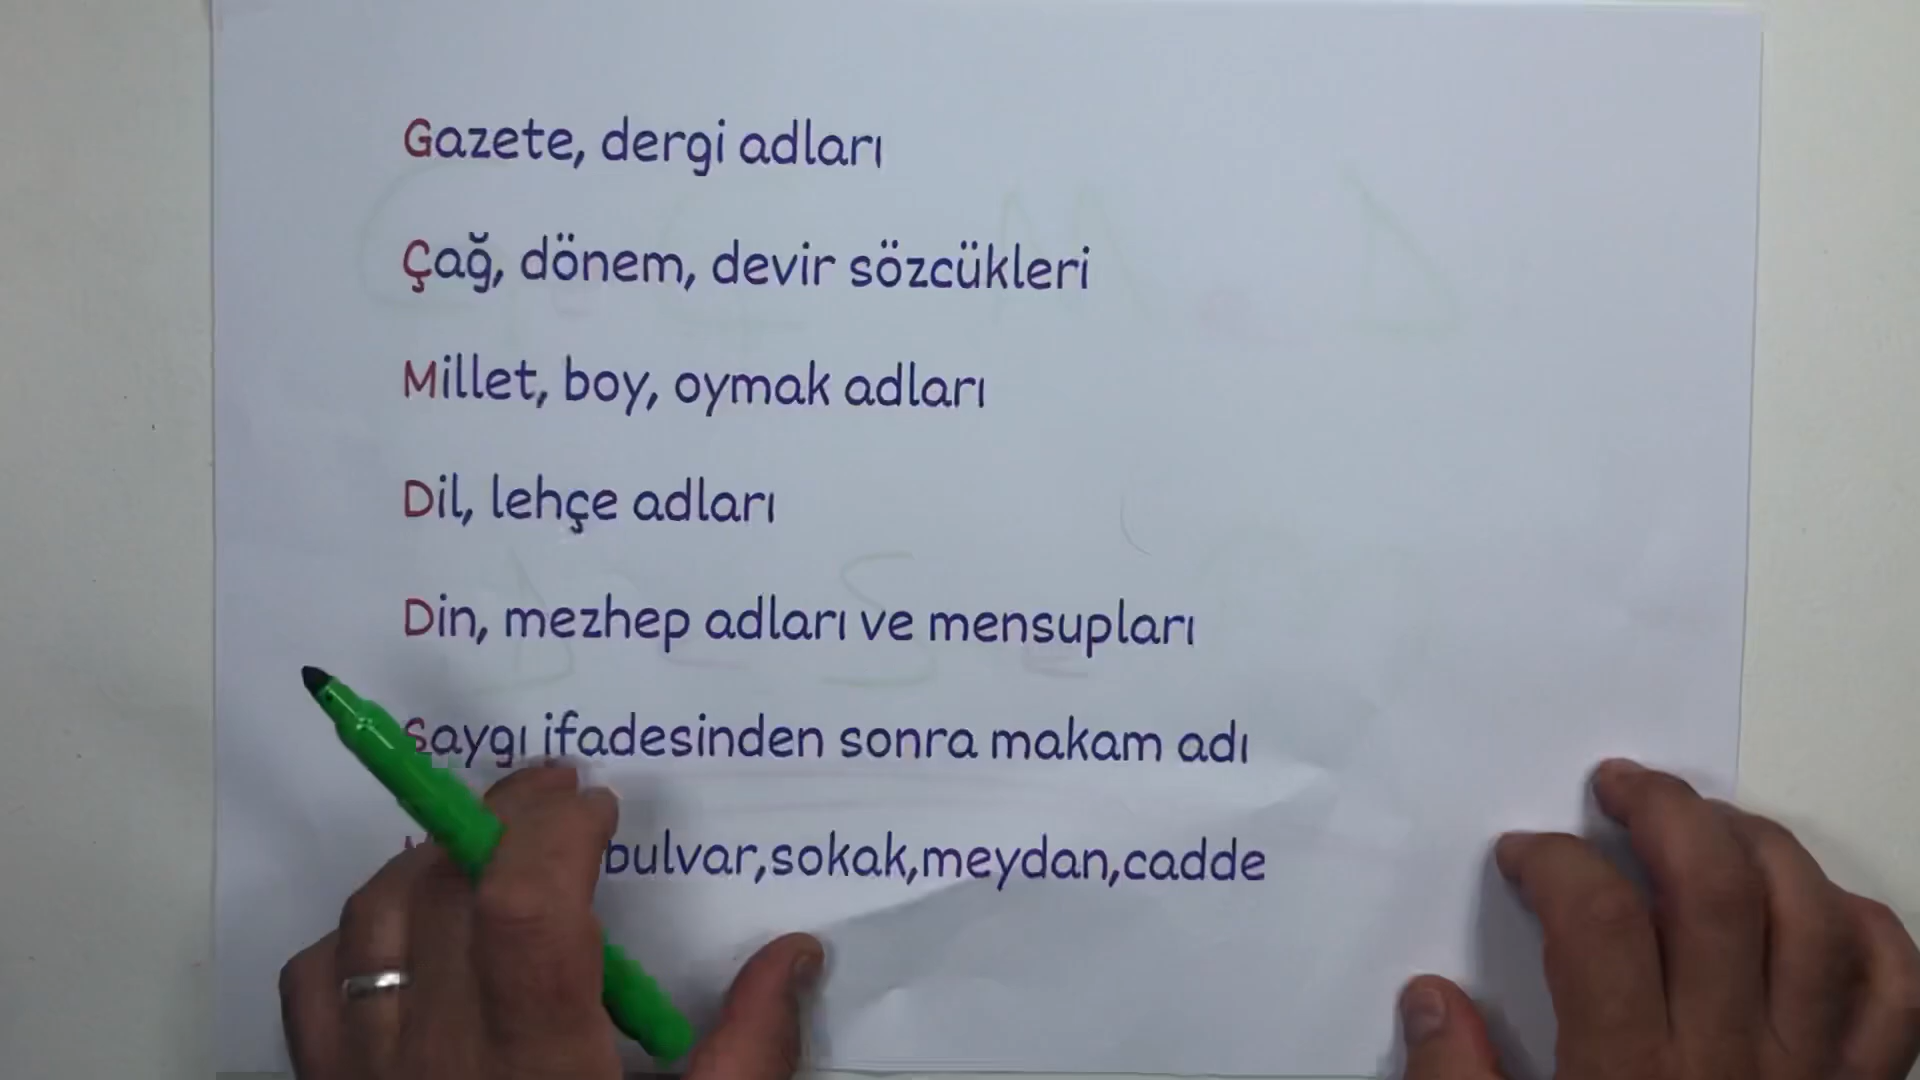 Gazete, dergi adları
Çağ, dönem, devir sözcükleri
Millet, boy, oymak adları
Dil, lehçe adları
Din, mezhep adları ve mensupları
Saygı ifadesinden sonra makam adı
bulvar,sokak,meydan,cadde